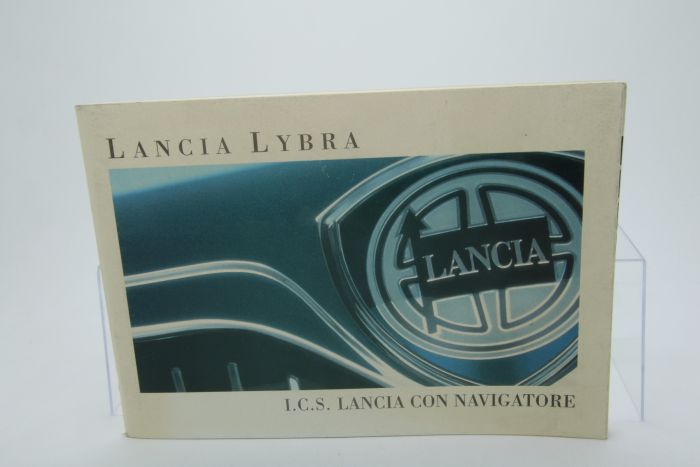 LANCIA LYBRA
LANCIA
I.C.S. LANCIA CON NAVIGATORE